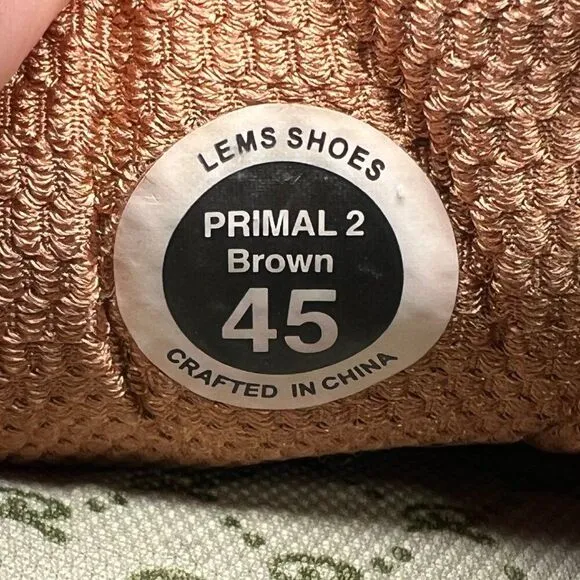 LEMS SHOES
PRIMAL 2
Brown
45
CRAFTED IN CHINA